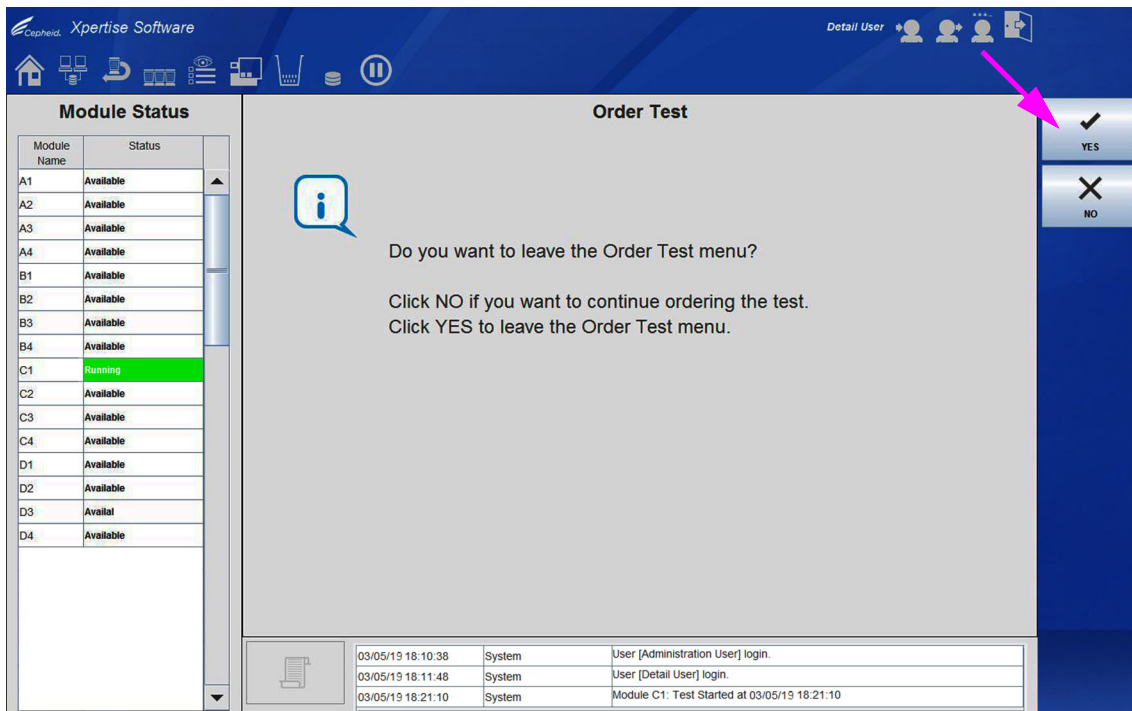 Cepheid. Xpertise Software
Detail User
Module Status
Module Name Status
A1 Available
A2 Available
A3 Available
A4 Available
B1 Available
B2 Available
B3 Available
B4 Available
C1 Running
C2 Available
C3 Available
C4 Available
D1 Available
D2 Available
D3 Availal
D4 Available
Order Test
Do you want to leave the Order Test menu?
Click NO if you want to continue ordering the test.
Click YES to leave the Order Test menu.
YES
NO
03/05/19 18:10:38 System User [Administration User] login.
03/05/19 18:11:48 System User [Detail User] login.
03/05/19 18:21:10 System Module C1: Test Started at 03/05/19 18:21:10